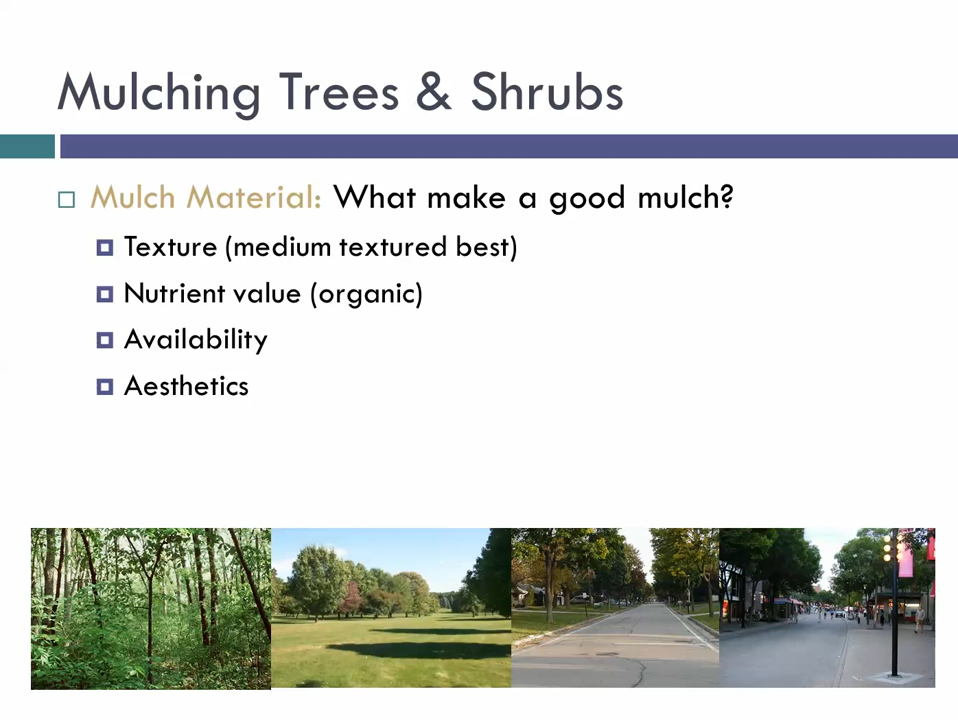 Mulching Trees & Shrubs
Mulch Material: What make a good mulch?
Texture (medium textured best)
Nutrient value (organic)
Availability
Aesthetics